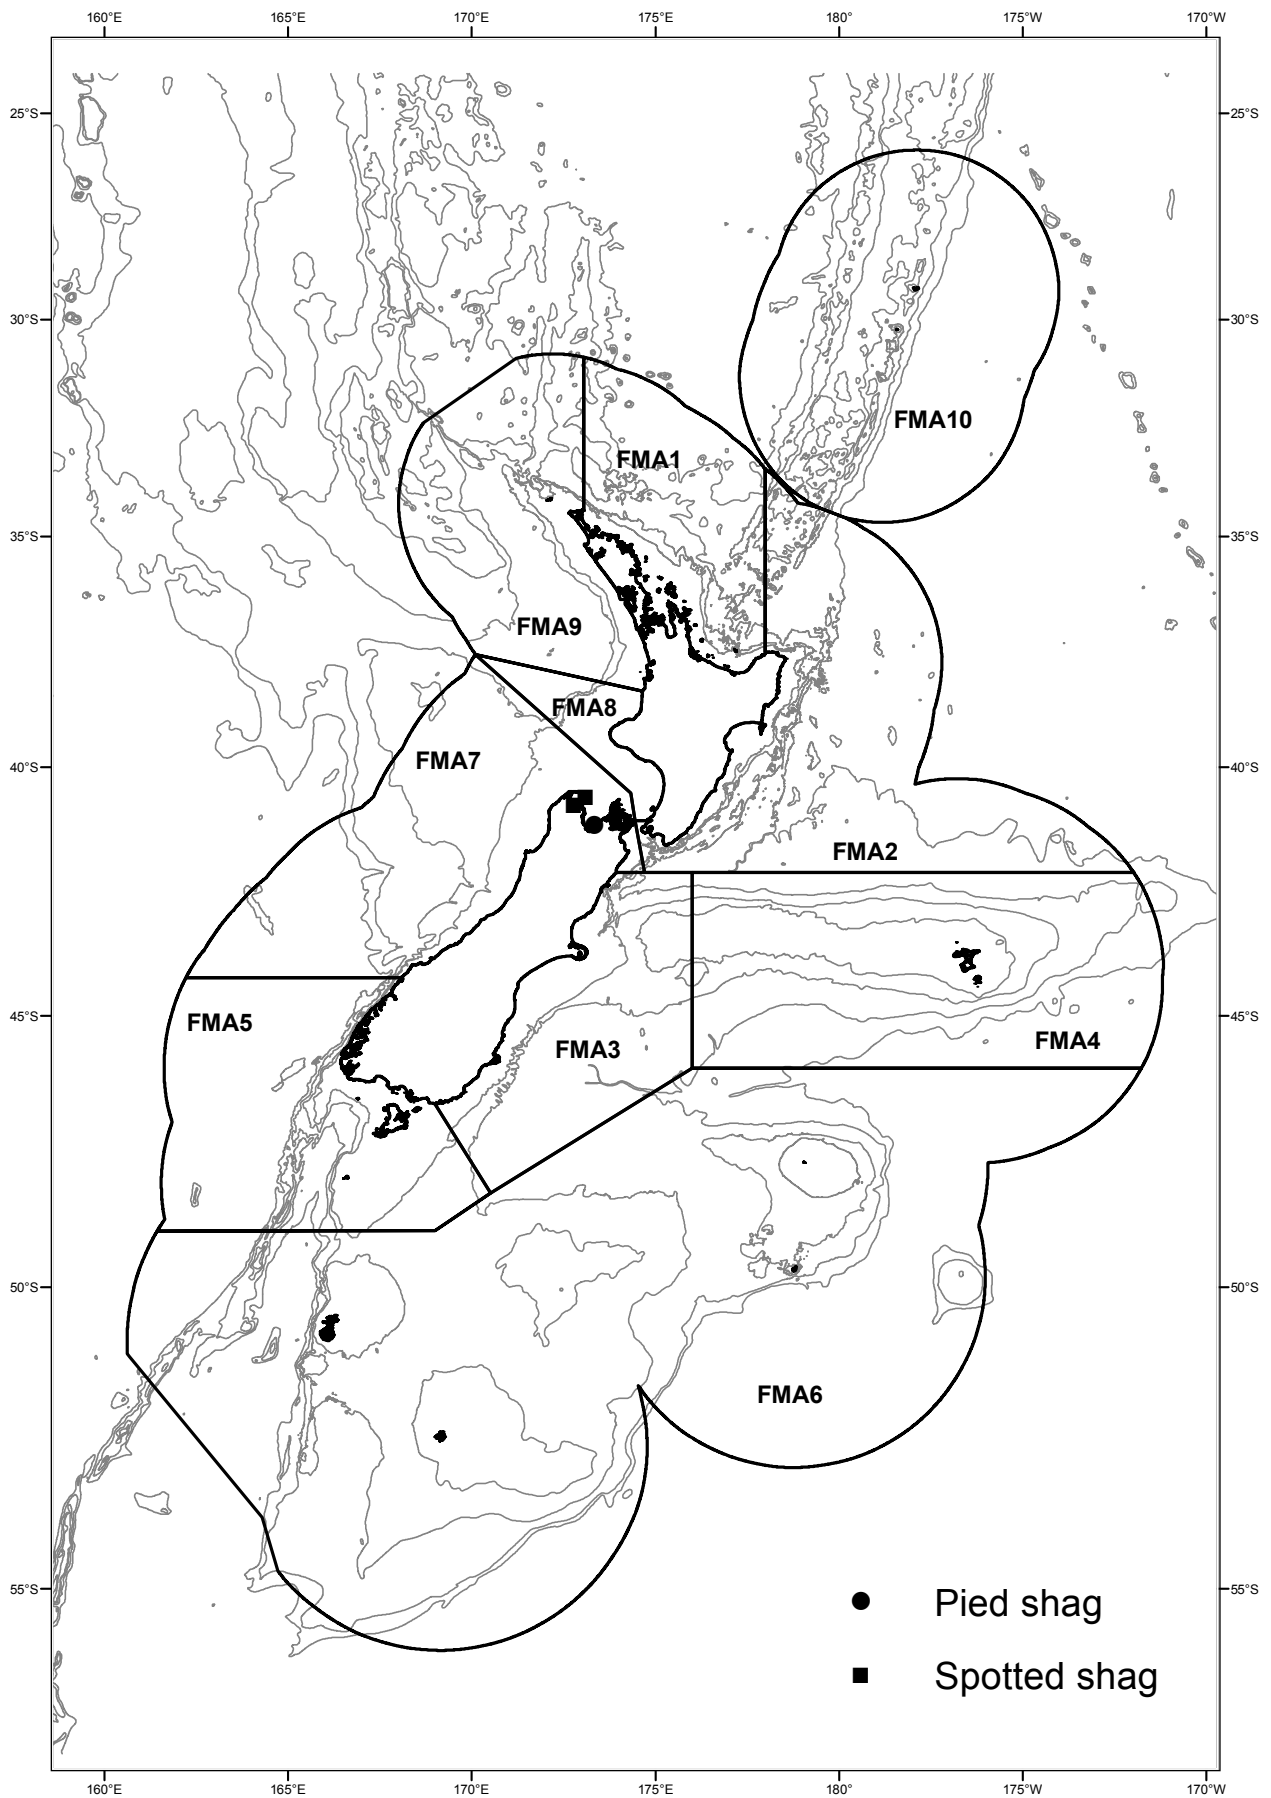 160°E 165°E 170°E 175°E 180° 175°W 170°W
25°S 25°S
30°S 30°S
FMA10
FMA1
35°S 35°S
FMA9
FMA8
FMA7
40°S 40°S
FMA2
45°S FMA5 45°S
FMA4
FMA3
50°S 50°S
FMA6
55°S 55°S
Pied shag
Spotted shag
160°E 165°E 170°E 175°E 180° 175°W 170°W